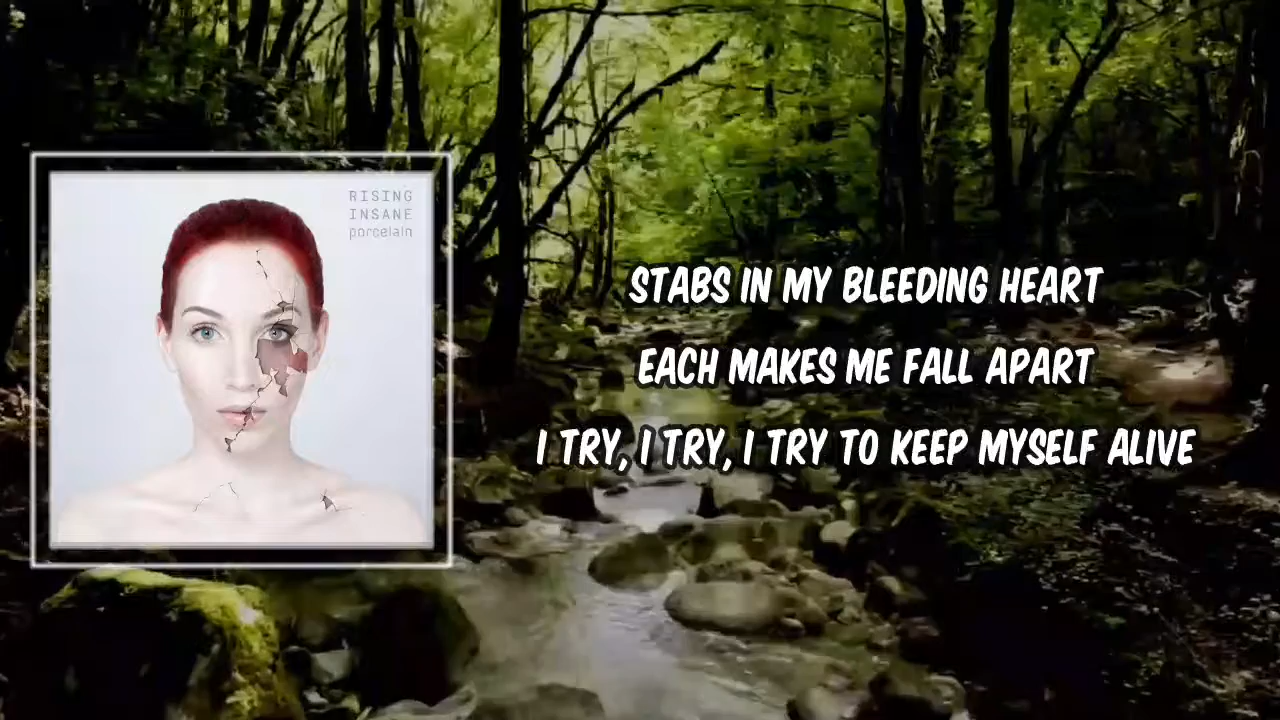 RISING
INSANE
porcelain
STABS IN MY BLEEDING HEART
EACH MAKES ME FALL APART
I TRY, I TRY, I TRY TO KEEP MYSELF ALIVE